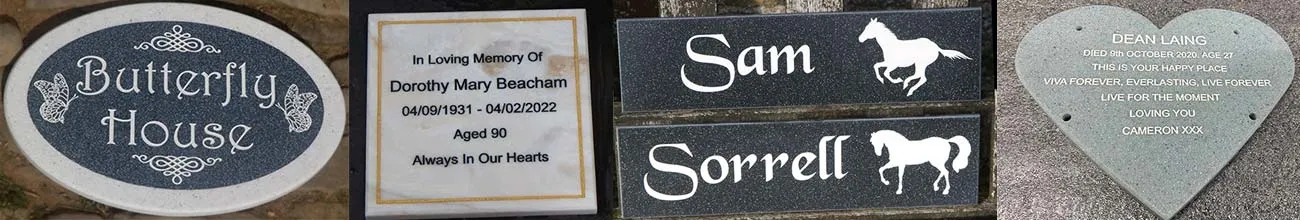 Butterfly
House
In Loving Memory Of
Dorothy Mary Beacham
04/09/1931 - 04/02/2022
Aged 90
Always In Our Hearts
Sam
Sorrell
DEAN LAING
DIED 9th OCTOBER 2020. AGE 27
THIS IS YOUR HAPPY PLACE
VIVA FOREVER, EVERLASTING, LIVE FOREVER
LIVE FOR THE MOMENT
LOVING YOU
CAMERON XXX